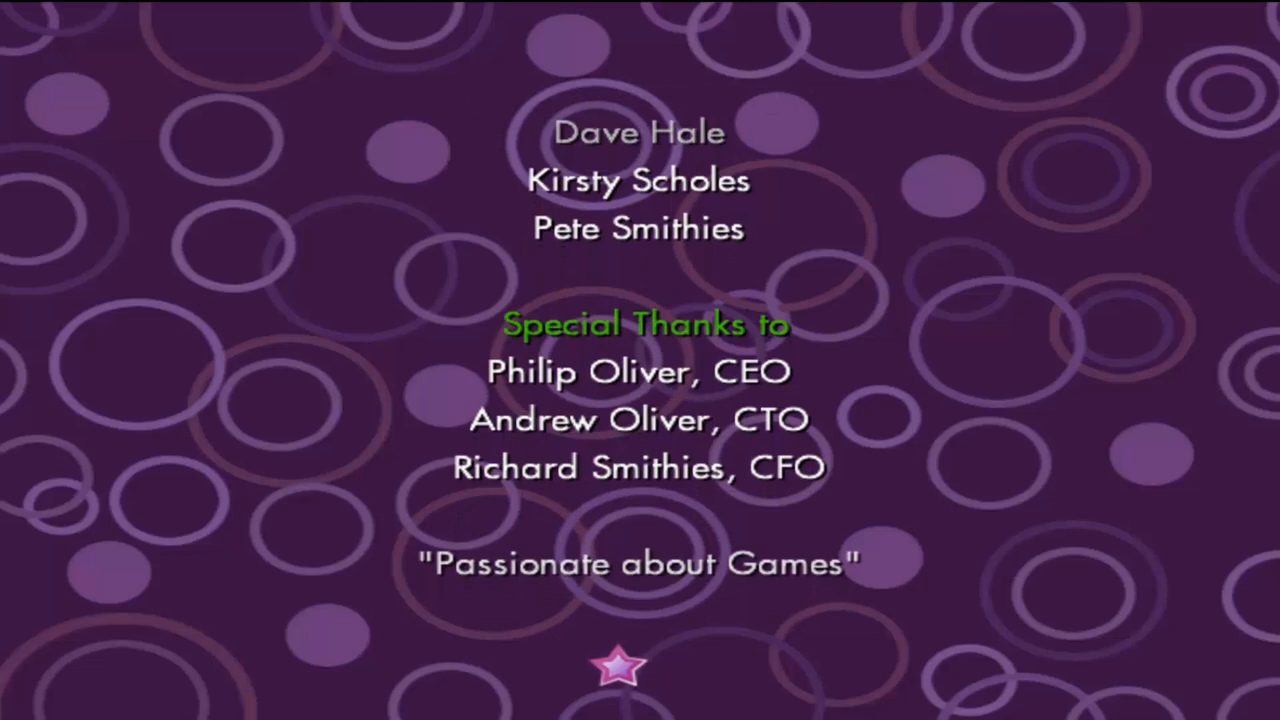 Dave Hale
Kirsty Scholes
Pete Smithies
Special Thanks to
Philip Oliver, CEO
Andrew Oliver, CTO
Richard Smithies, CFO
"Passionate about Games"